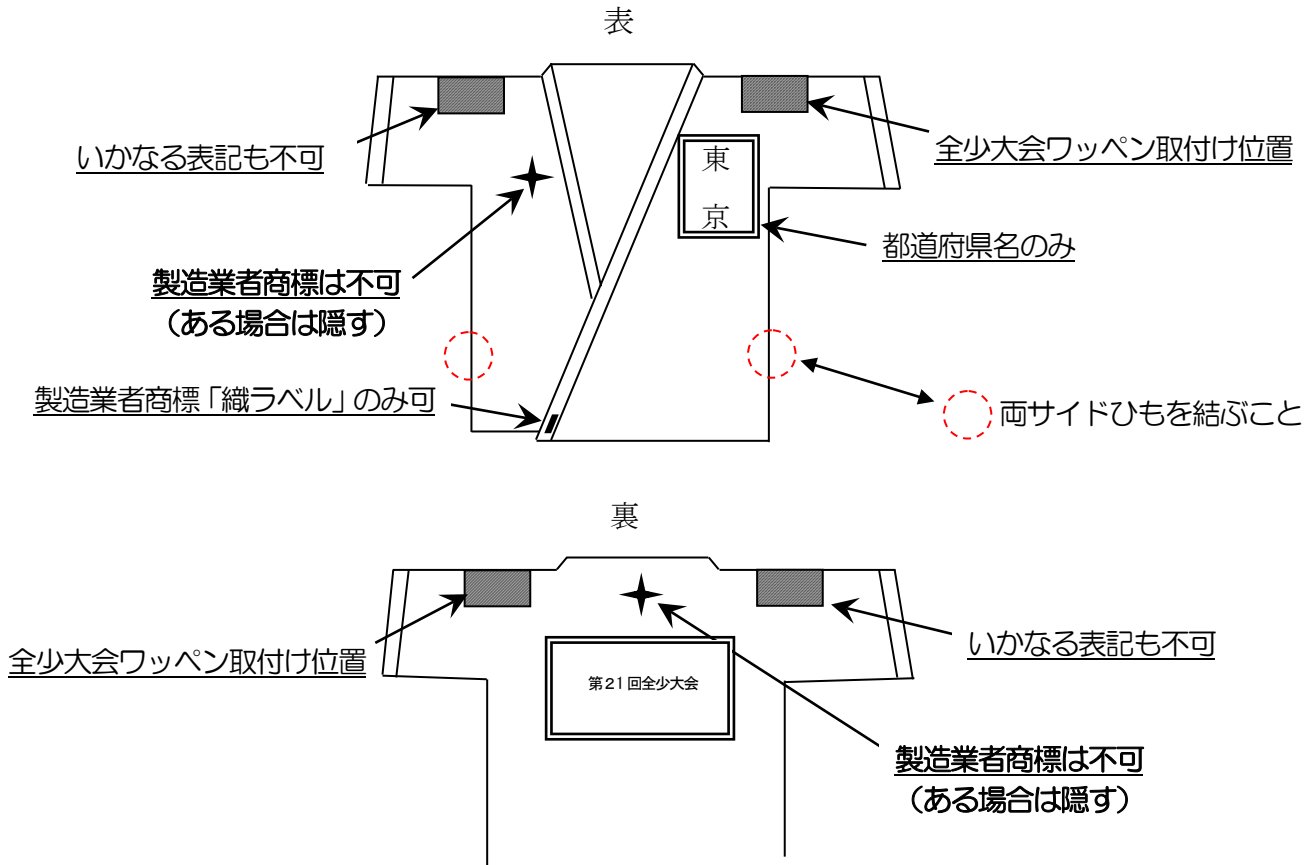 表
いかなる表記も不可
全少大会ワッペン取付け位置
東
京
都道府県名のみ
製造業者商標は不可
(ある場合は隠す)
製造業者商標「織ラベル」のみ可
両サイドひもを結ぶこと
裏
全少大会ワッペン取付け位置
いかなる表記も不可
第21回全少大会
製造業者商標は不可
(ある場合は隠す)